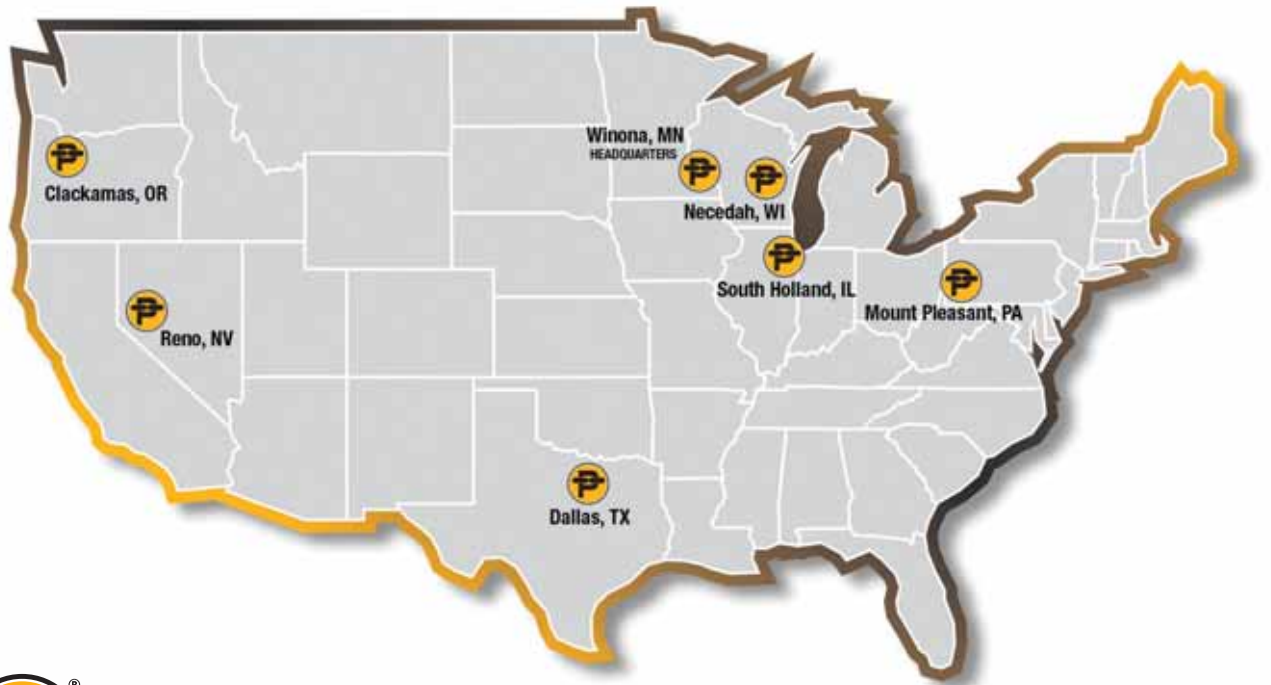 Winona, MN
HEADQUARTERS
Clackamas, OR
Necedah, WI
South Holland, IL
Mount Pleasant, PA
Reno, NV
Dallas, TX
®